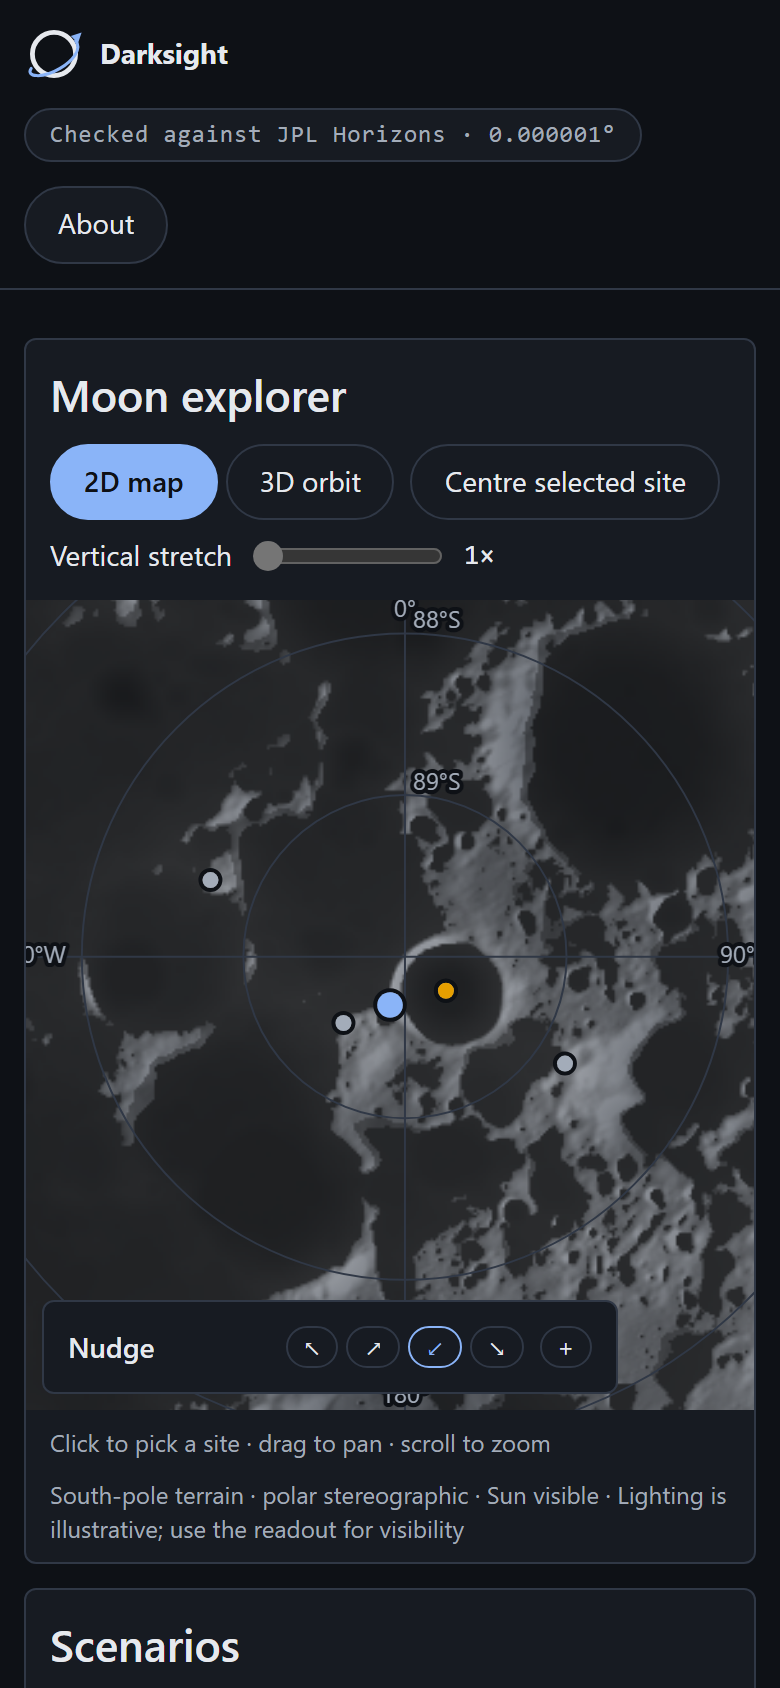 Darksight
Checked against JPL Horizons · 0.000001°
About
Moon explorer
2D map
3D orbit
Centre selected site
Vertical stretch
1×
0°
88°S
89°S
0°W
90°
Nudge
↖ ↗ ↙ ↘ +
180°
Click to pick a site · drag to pan · scroll to zoom
South-pole terrain · polar stereographic · Sun visible · Lighting is
illustrative; use the readout for visibility
Scenarios